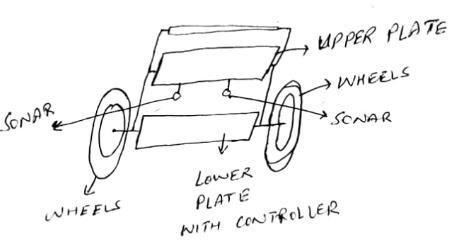 UPPER PLATE
WHEELS
SONAR
SONAR
WHEELS
LOWER
PLATE
WITH CONTROLLER